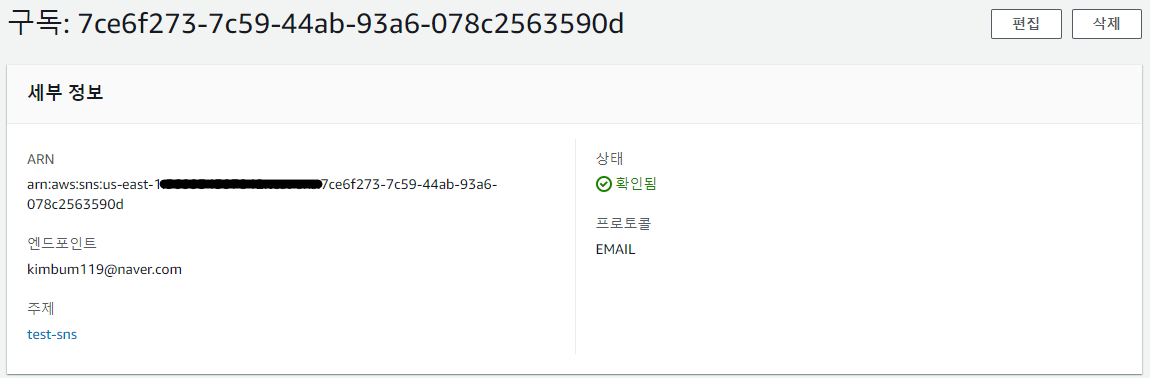 구독: 7ce6f273-7c59-44ab-93a6-078c2563590d
편집
삭제
세부 정보
ARN
arn:aws:sns:us-east-1 7ce6f273-7c59-44ab-93a6-
078c2563590d
엔드포인트
kimbum119@naver.com
주제
test-sns
상태
확인됨
프로토콜
EMAIL